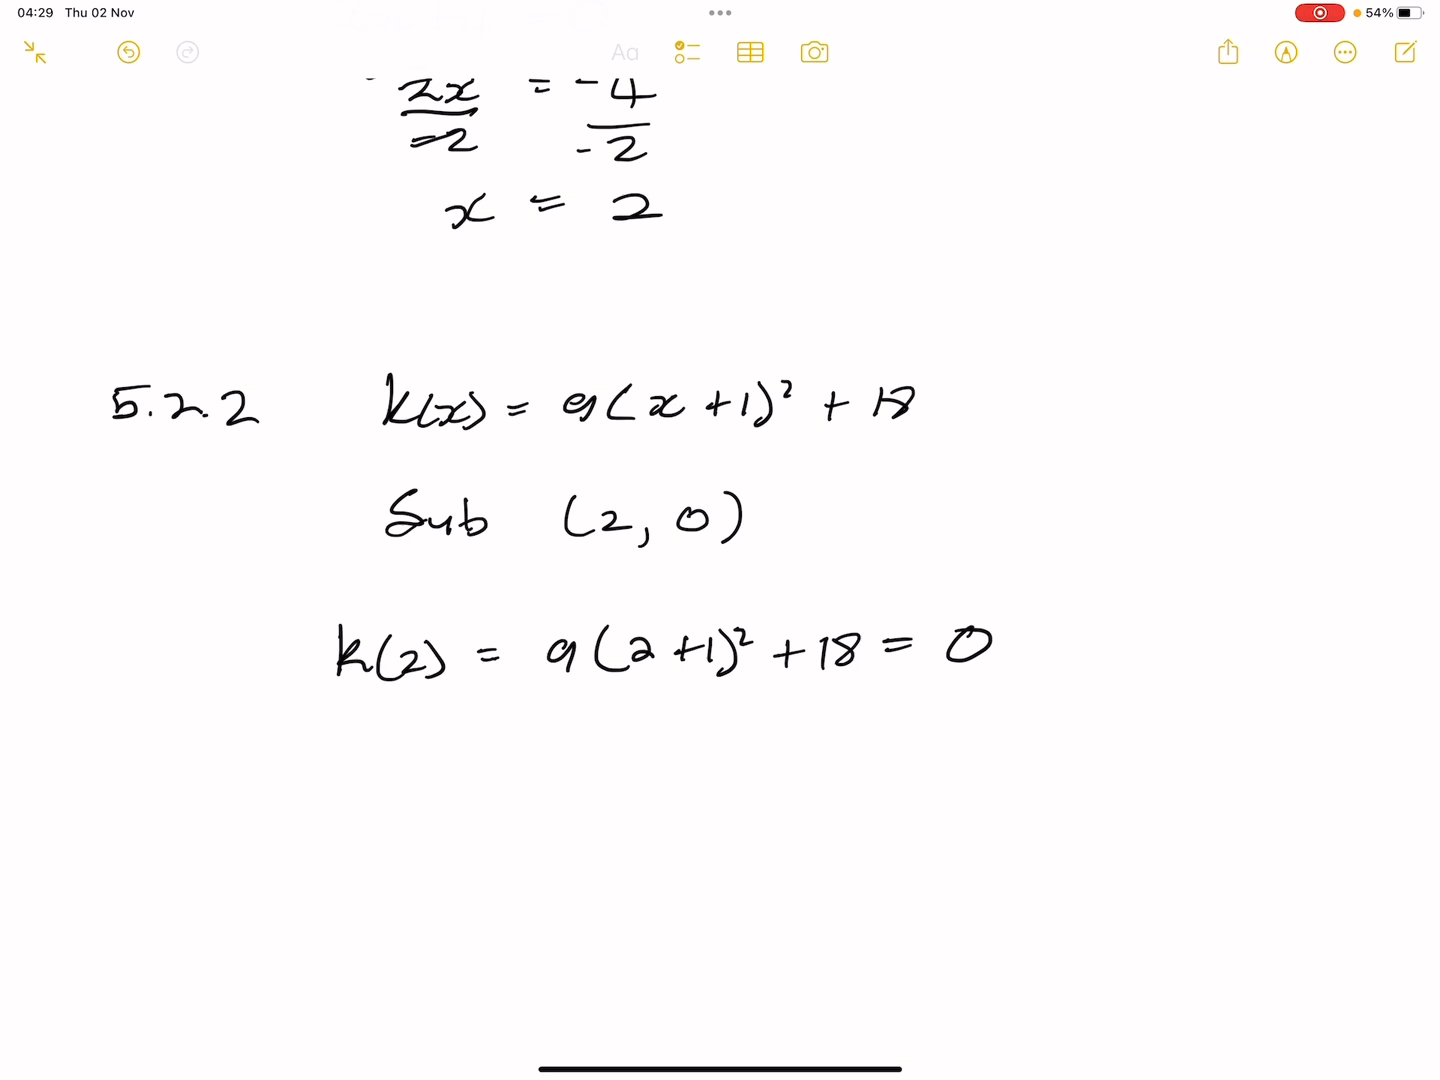 04:29 Thu 02 Nov
54%
Aa
2x = -4
-2 -2
x = 2
5.2.2 k(x) = a(x+1)² + 18
Sub (2, 0)
k(2) = a(2+1)² + 18 = 0